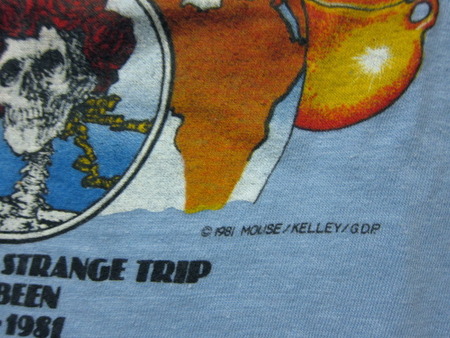 © 1981 MOUSE/KELLEY/G.D.P.
STRANGE TRIP
BEEN
1981